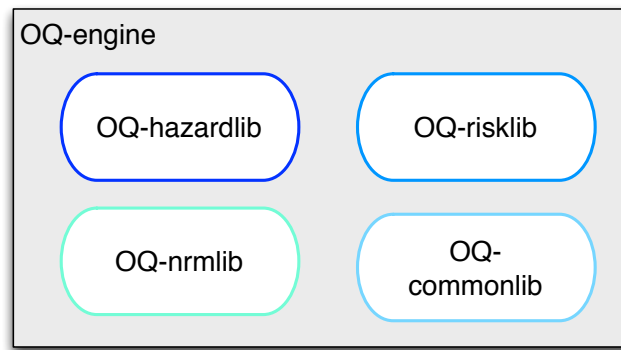 OQ-engine
OQ-hazardlib
OQ-risklib
OQ-nrmlib
OQ-
commonlib